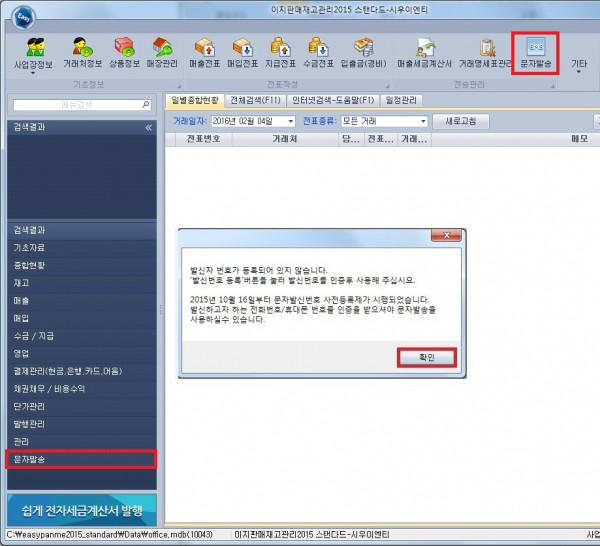 이지판매재고관리2015 스탠다드-시우이엔티
Easy
사업장정보 거래처정보 상품정보 매장관리 매출전표 매입전표 지급전표 수금전표 입출금(경비) 매출세금계산서 거래명세표관리 문자발송 기타
기초정보 전표작성 전송관리
메뉴검색
일별종합현황 전체검색(F11) 인터넷검색-도움말(F1) 일정관리
검색결과
거래일자: 2016년 02월 04일 전표종류: 모든 거래 새로고침
전표번호 거래처 담... 전표... 거래... 메모
검색결과
기초자료
종합현황
재고
매출
매입
수금 / 지급
영업
결제관리(현금,은행,카드,어음)
채권채무 / 비용수익
단가관리
발행관리
관리
문자발송
발신자 번호가 등록되어 있지 않습니다.
'발신번호 등록'버튼을 눌러 발신번호를 인증후 사용해 주십시요.
2015년 10월 16일부터 문자발신번호 사전등록제가 시행되었습니다.
발신하고자 하는 전화번호/휴대폰 번호를 인증을 받으셔야 문자발송을
사용하실수 있습니다.
확인
쉽게 전자세금계산서 발행
C:₩easypanme2015_standard₩Data₩office,mdb(10043) 이지판매재고관리2015 스탠다드-시우이엔티 사업